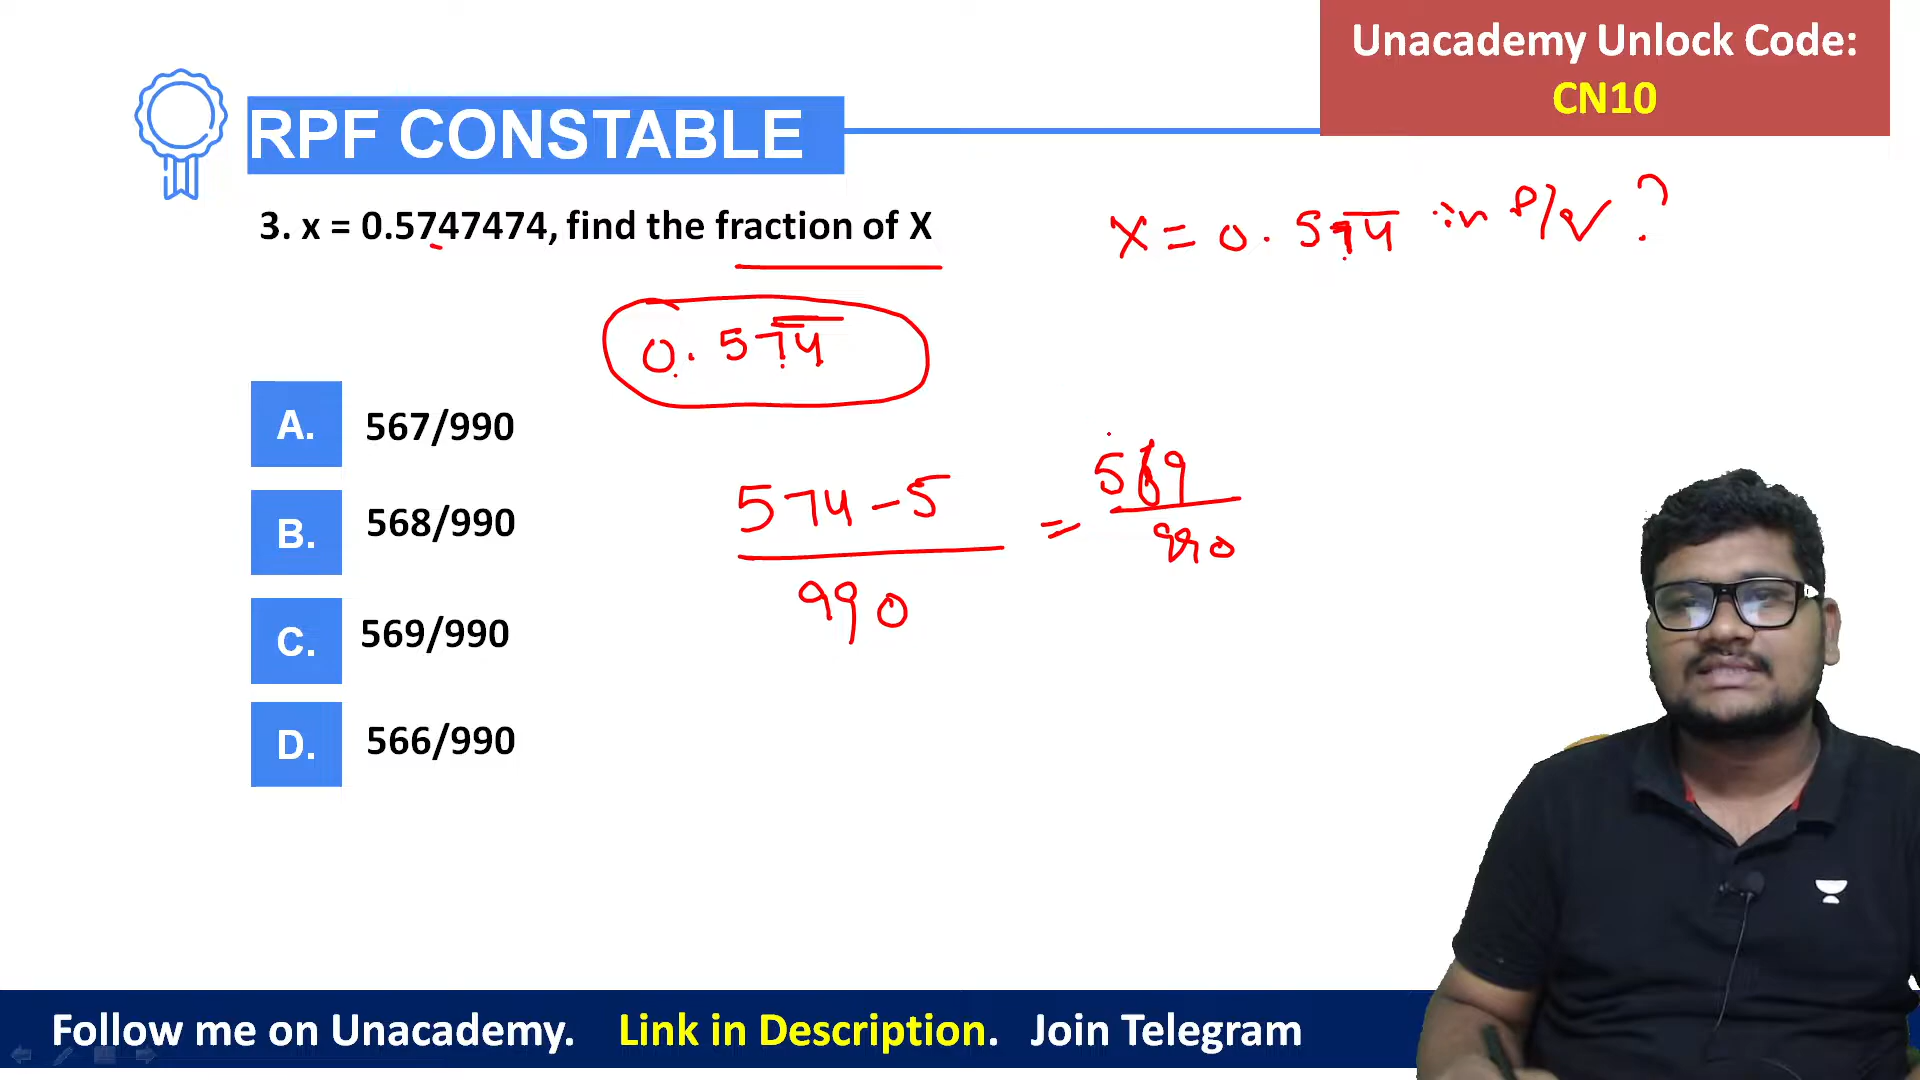 Unacademy Unlock Code:
CN10
RPF CONSTABLE
3. x = 0.5747474, find the fraction of X
X = 0.574 in P/q ?
0.574
A. 567/990
B. 568/990
C. 569/990
D. 566/990
574 - 5
990
= 569
990
Follow me on Unacademy. Link in Description. Join Telegram